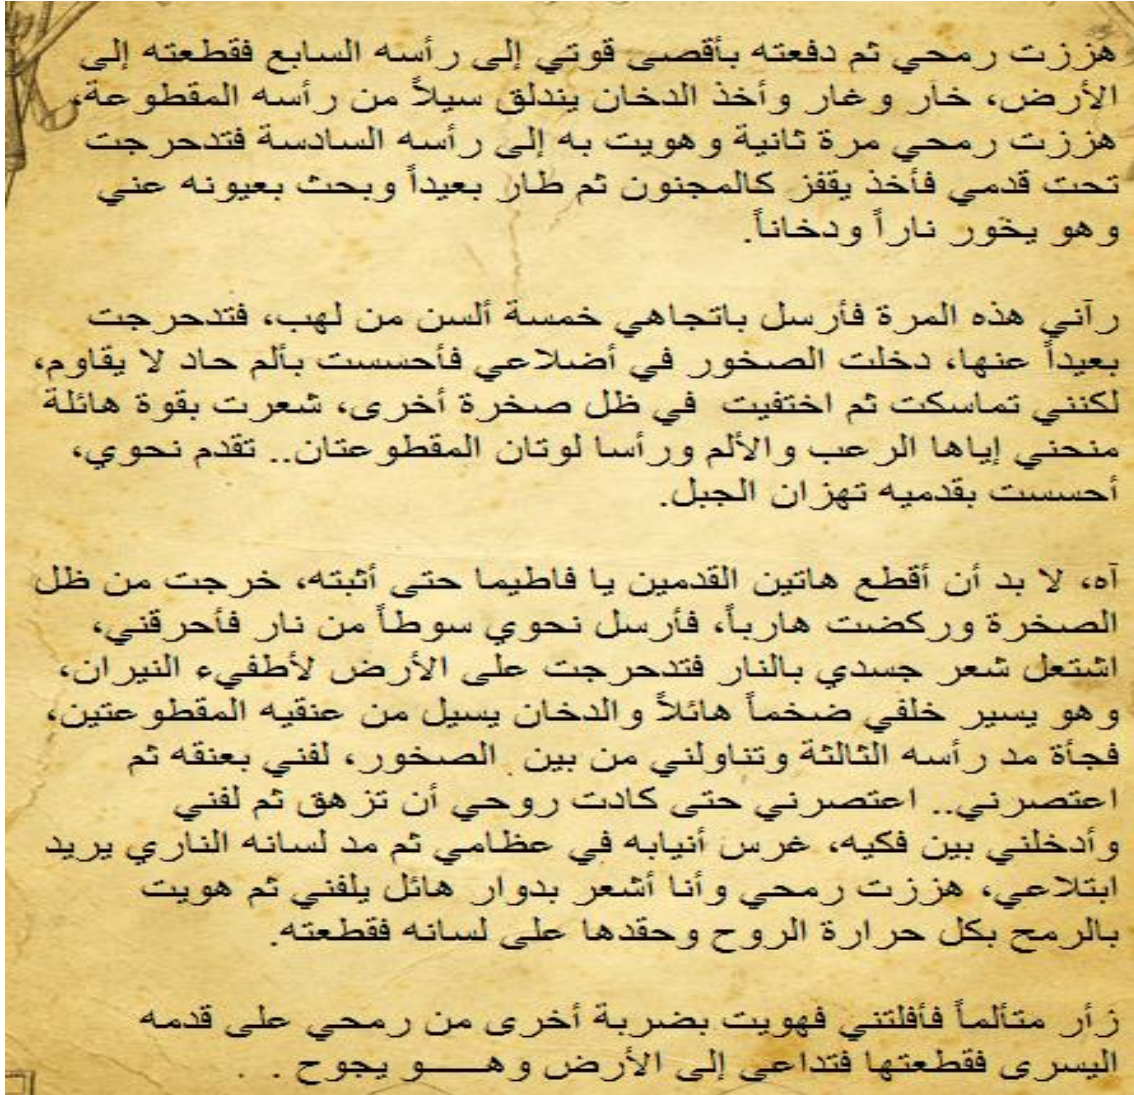 هززت رمحي ثم دفعته بأقصى قوتي إلى رأسه السابع فقطعته إلى
الأرض، خار وغار وأخذ الدخان يندلق سيلاً من رأسه المقطوعة،
هززت رمحي مرة ثانية وهويت به إلى رأسه السادسة فتدحرجت
تحت قدمي فأخذ يقفز كالمجنون ثم طار بعيداً وبحث بعيونه عني
وهو يخور ناراً ودخاناً.
رآني هذه المرة فأرسل باتجاهي خمسة ألسن من لهب، فتدحرجت
بعيداً عنها، دخلت الصخور في أضلاعي فأحسست بألم حاد لا يقاوم،
لكنني تماسكت ثم اختفيت في ظل صخرة أخرى، شعرت بقوة هائلة
منحني إياها الرعب والألم ورأسا لوتان المقطوعتان.. تقدم نحوي،
أحسست بقدميه تهزان الجبل.
آه، لا بد أن أقطع هاتين القدمين يا فاطيما حتى أثبته، خرجت من ظل
الصخرة وركضت هارباً، فأرسل نحوي سوطاً من نار فأحرقني،
اشتعل شعر جسدي بالنار فتدحرجت على الأرض لأطفيء النيران،
وهو يسير خلفي ضخماً هائلاً والدخان يسيل من عنقيه المقطوعتين،
فجأة مد رأسه الثالثة وتناولني من بين الصخور، لفني بعنقه ثم
اعتصرني.. اعتصرني حتى كادت روحي أن تزهق ثم لفني
وأدخلني بين فكيه، غرس أنيابه في عظامي ثم مد لسانه الناري يريد
ابتلاعي، هززت رمحي وأنا أشعر بدوار هائل يلفني ثم هويت
بالرمح بكل حرارة الروح وحقدها على لسانه فقطعته.
زأر متألماً فأفلتني فهويت بضربة أخرى من رمحي على قدمه
اليسرى فقطعتها فتداعى إلى الأرض وهـــو يجوح . .